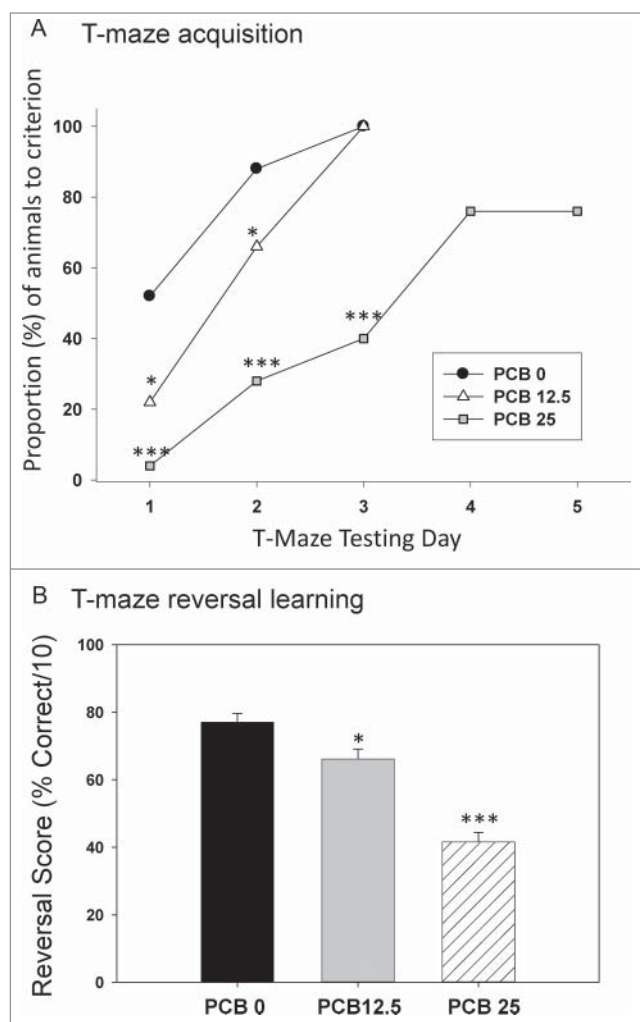 A T-maze acquisition
Proportion (%) of animals to criterion
100
80
60
40
20
0
*
*
***
***
***
PCB 0
PCB 12.5
PCB 25
1 2 3 4 5
T-Maze Testing Day
B T-maze reversal learning
Reversal Score (% Correct/10)
100
80
60
40
20
0
*
***
PCB 0 PCB12.5 PCB 25